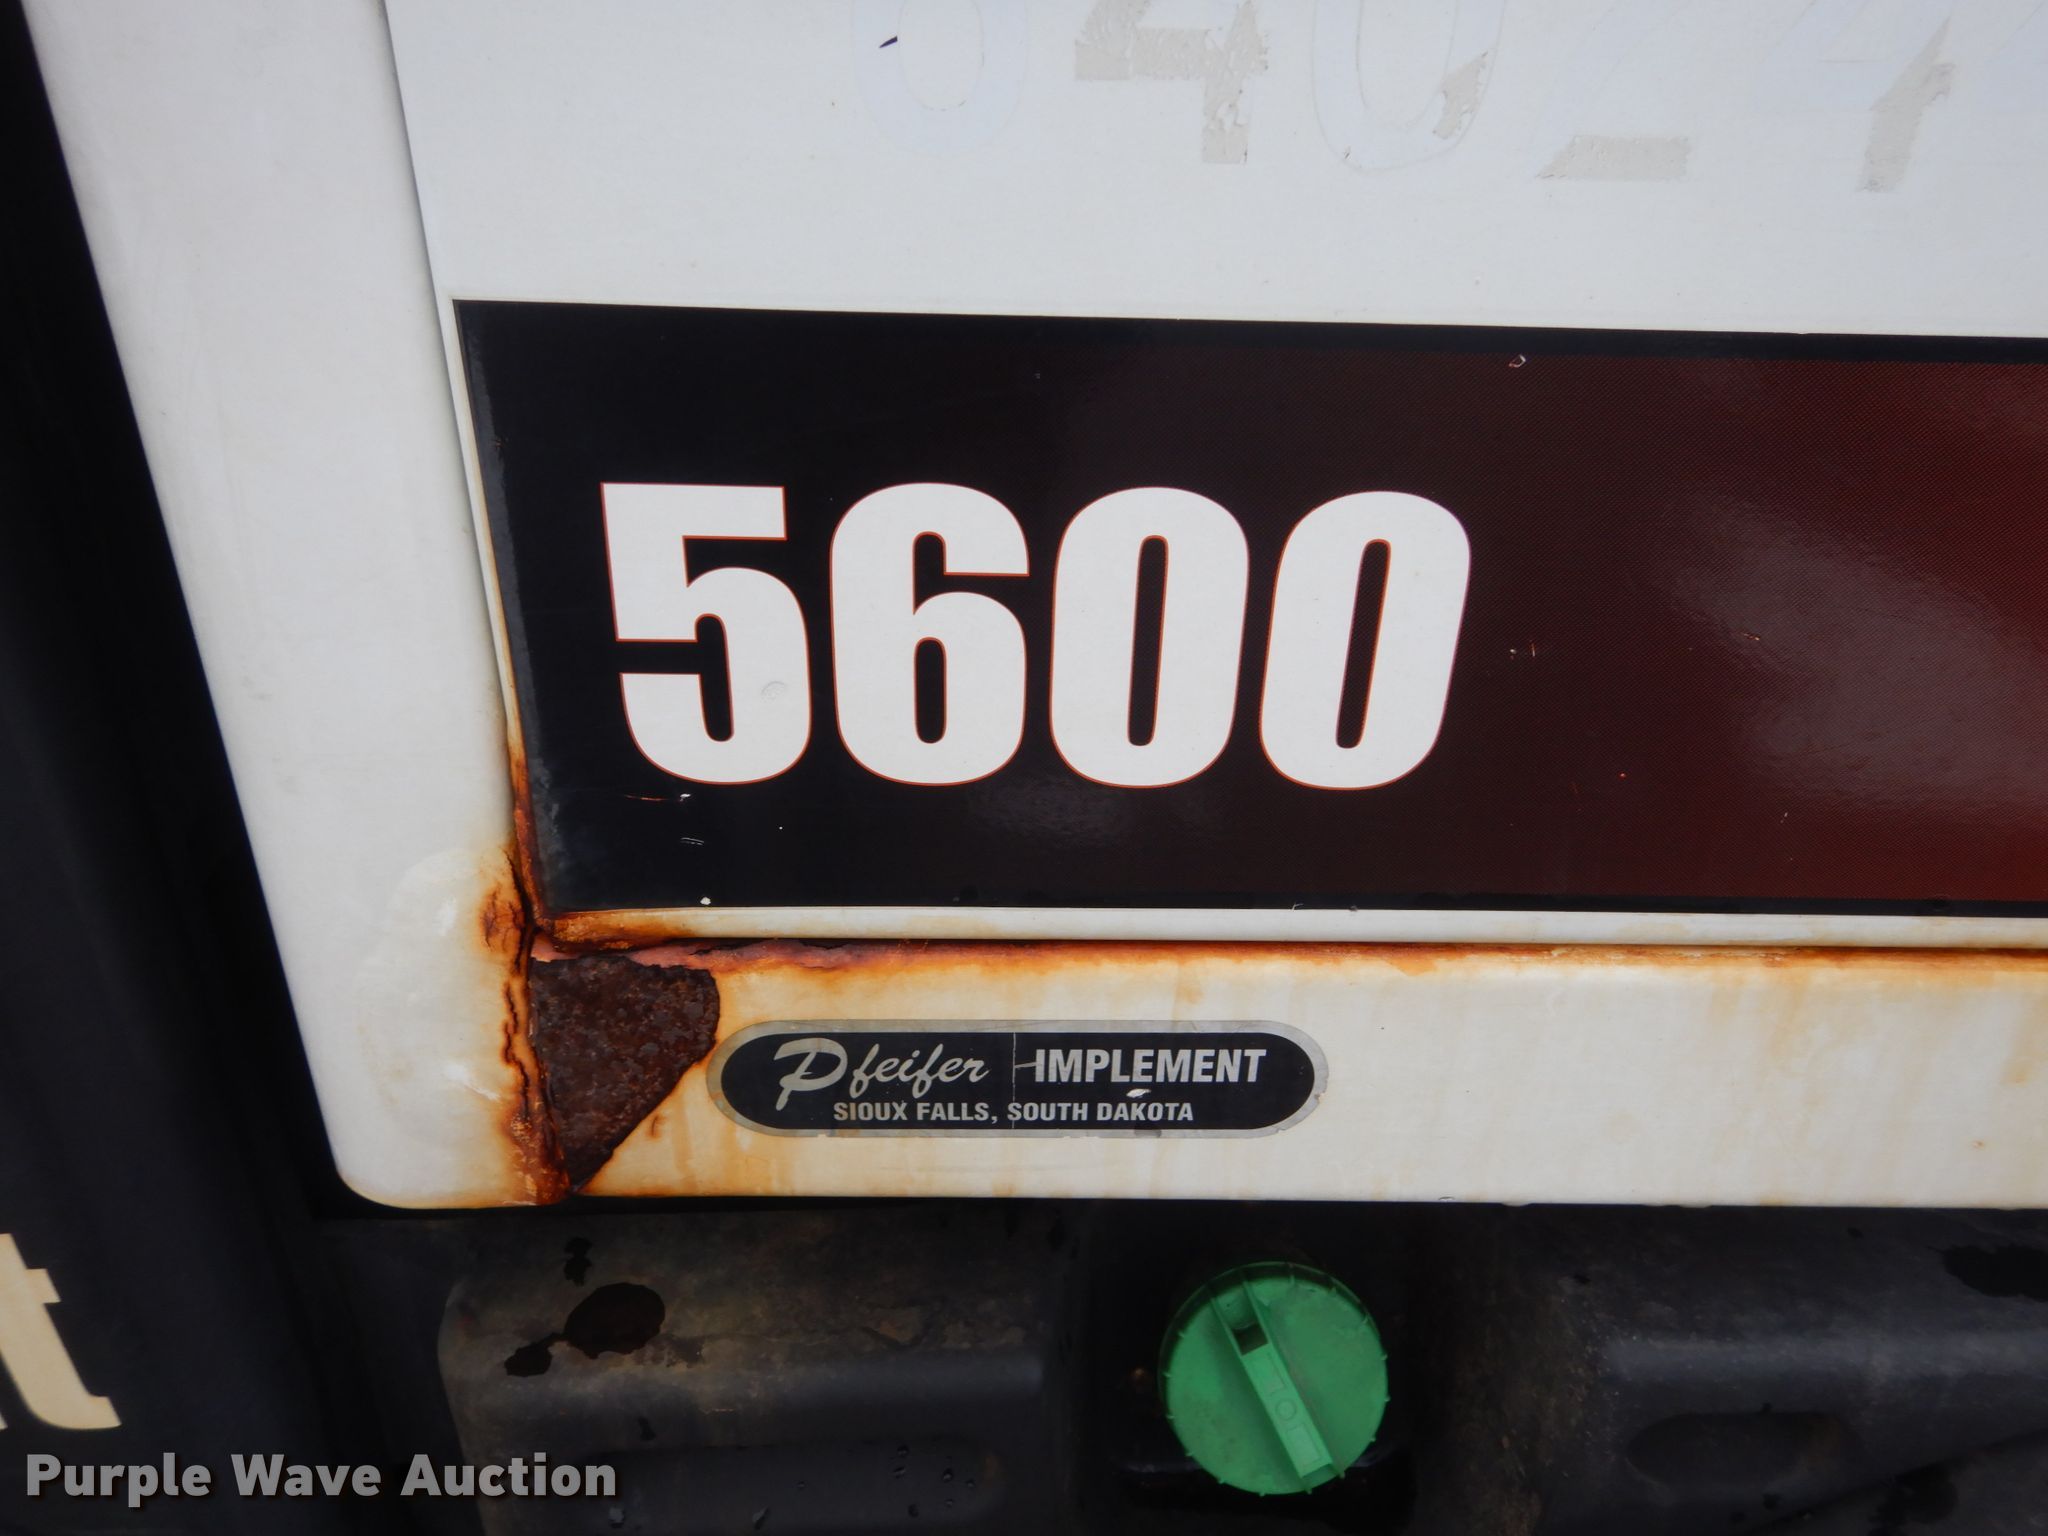 5600
Pfeifer IMPLEMENT
SIOUX FALLS, SOUTH DAKOTA
Purple Wave Auction